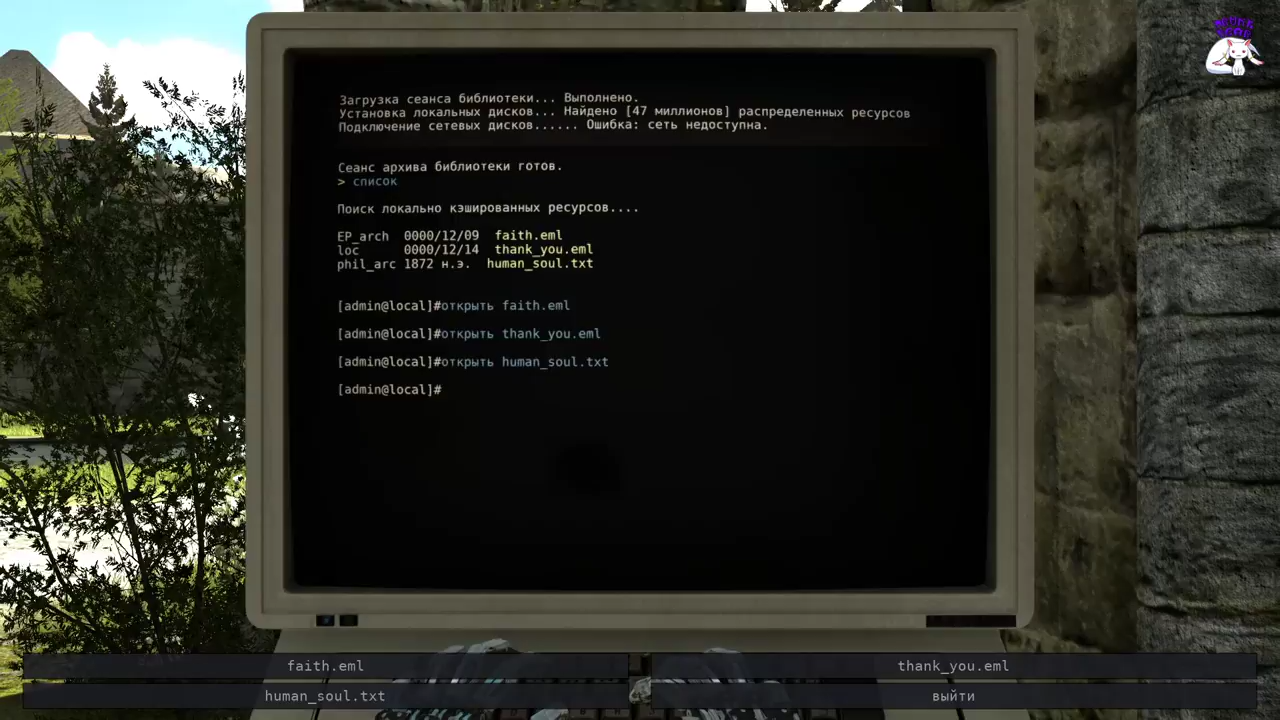 Загрузка сеанса библиотеки... Выполнено.
Установка локальных дисков... Найдено [47 миллионов] распределенных ресурсов
Подключение сетевых дисков...... Ошибка: сеть недоступна.
Сеанс архива библиотеки готов.
> список
Поиск локально кэшированных ресурсов....
EP_arch 0000/12/09 faith.eml
loc 0000/12/14 thank_you.eml
phil_arc 1872 н.э. human_soul.txt
[admin@local]#открыть faith.eml
[admin@local]#открыть thank_you.eml
[admin@local]#открыть human_soul.txt
[admin@local]#
faith.eml
thank_you.eml
human_soul.txt
выйти